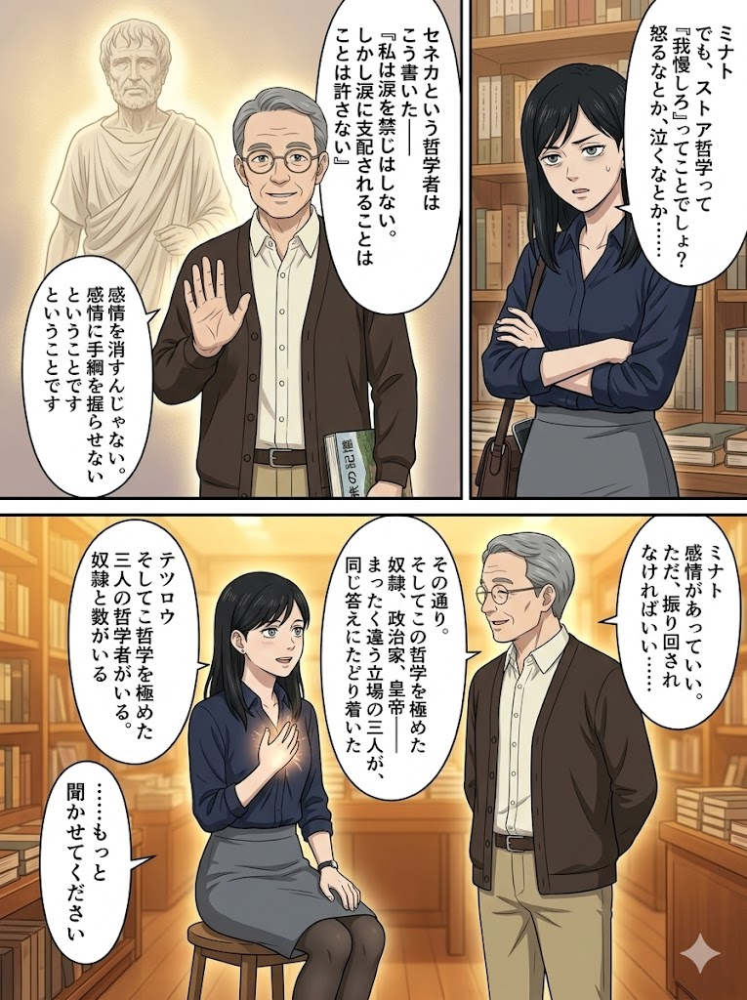 ミナト
でも、ストア哲学って
『我慢しろ』ってことでしょ?
怒るなとか、泣くなとか……
セネカという哲学者は
こう書いた——
『私は涙を禁じはしない。
しかし涙に支配されることは
ことは許さない』
感情を消すんじゃない。
感情に手綱を握らせない
ということです
ということです
の記憶
ミナト
感情があっていい。
ただ、振り回され
なければいい……
その通り。
そしてこの哲学を極めた
奴隷、政治家、皇帝——
まったく違う立場の三人が、
同じ答えにたどり着いた
テツロウ
そしてこ哲学を極めた
三人の哲学者がいる。
奴隷と数がいる
……もっと
聞かせてください